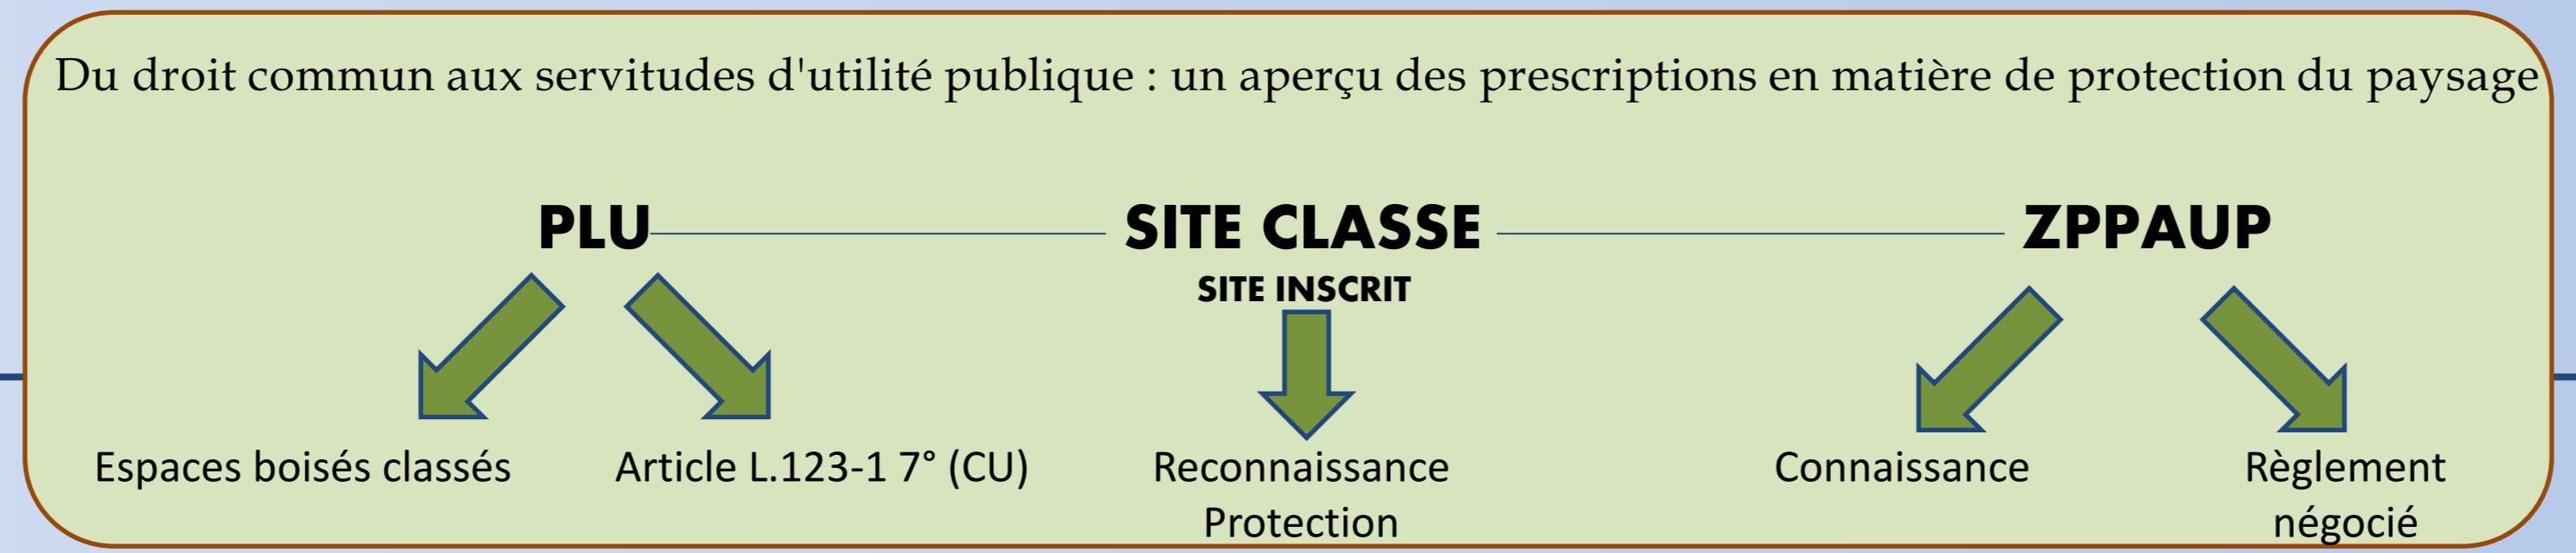 Du droit commun aux servitudes d'utilité publique : un aperçu des prescriptions en matière de protection du paysage
PLU SITE CLASSE ZPPAUP
SITE INSCRIT
Espaces boisés classés Article L.123-1 7° (CU) Reconnaissance Connaissance Règlement
Protection négocié